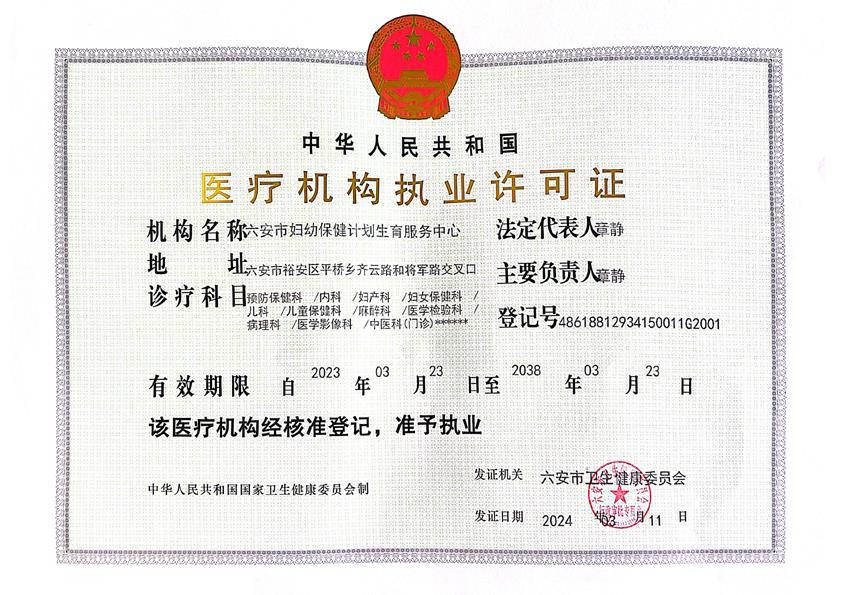 中华人民共和国
医疗机构执业许可证
机构名称 六安市妇幼保健计划生育服务中心 法定代表人 章静
地 址 六安市裕安区平桥乡齐云路和将军路交叉口 主要负责人 章静
诊疗科目 预防保健科 /内科 /妇产科 /妇女保健科 /
儿科 /儿童保健科 /麻醉科 /医学检验科 /
病理科 /医学影像科 /中医科(门诊)******
登记号 48618812934150011G2001
有效期限 自 2023 年 03 月 23 日至 2038 年 03 月 23 日
该医疗机构经核准登记，准予执业
发证机关 六安市卫生健康委员会
中华人民共和国国家卫生健康委员会制
发证日期 2024 年 03 月 11 日